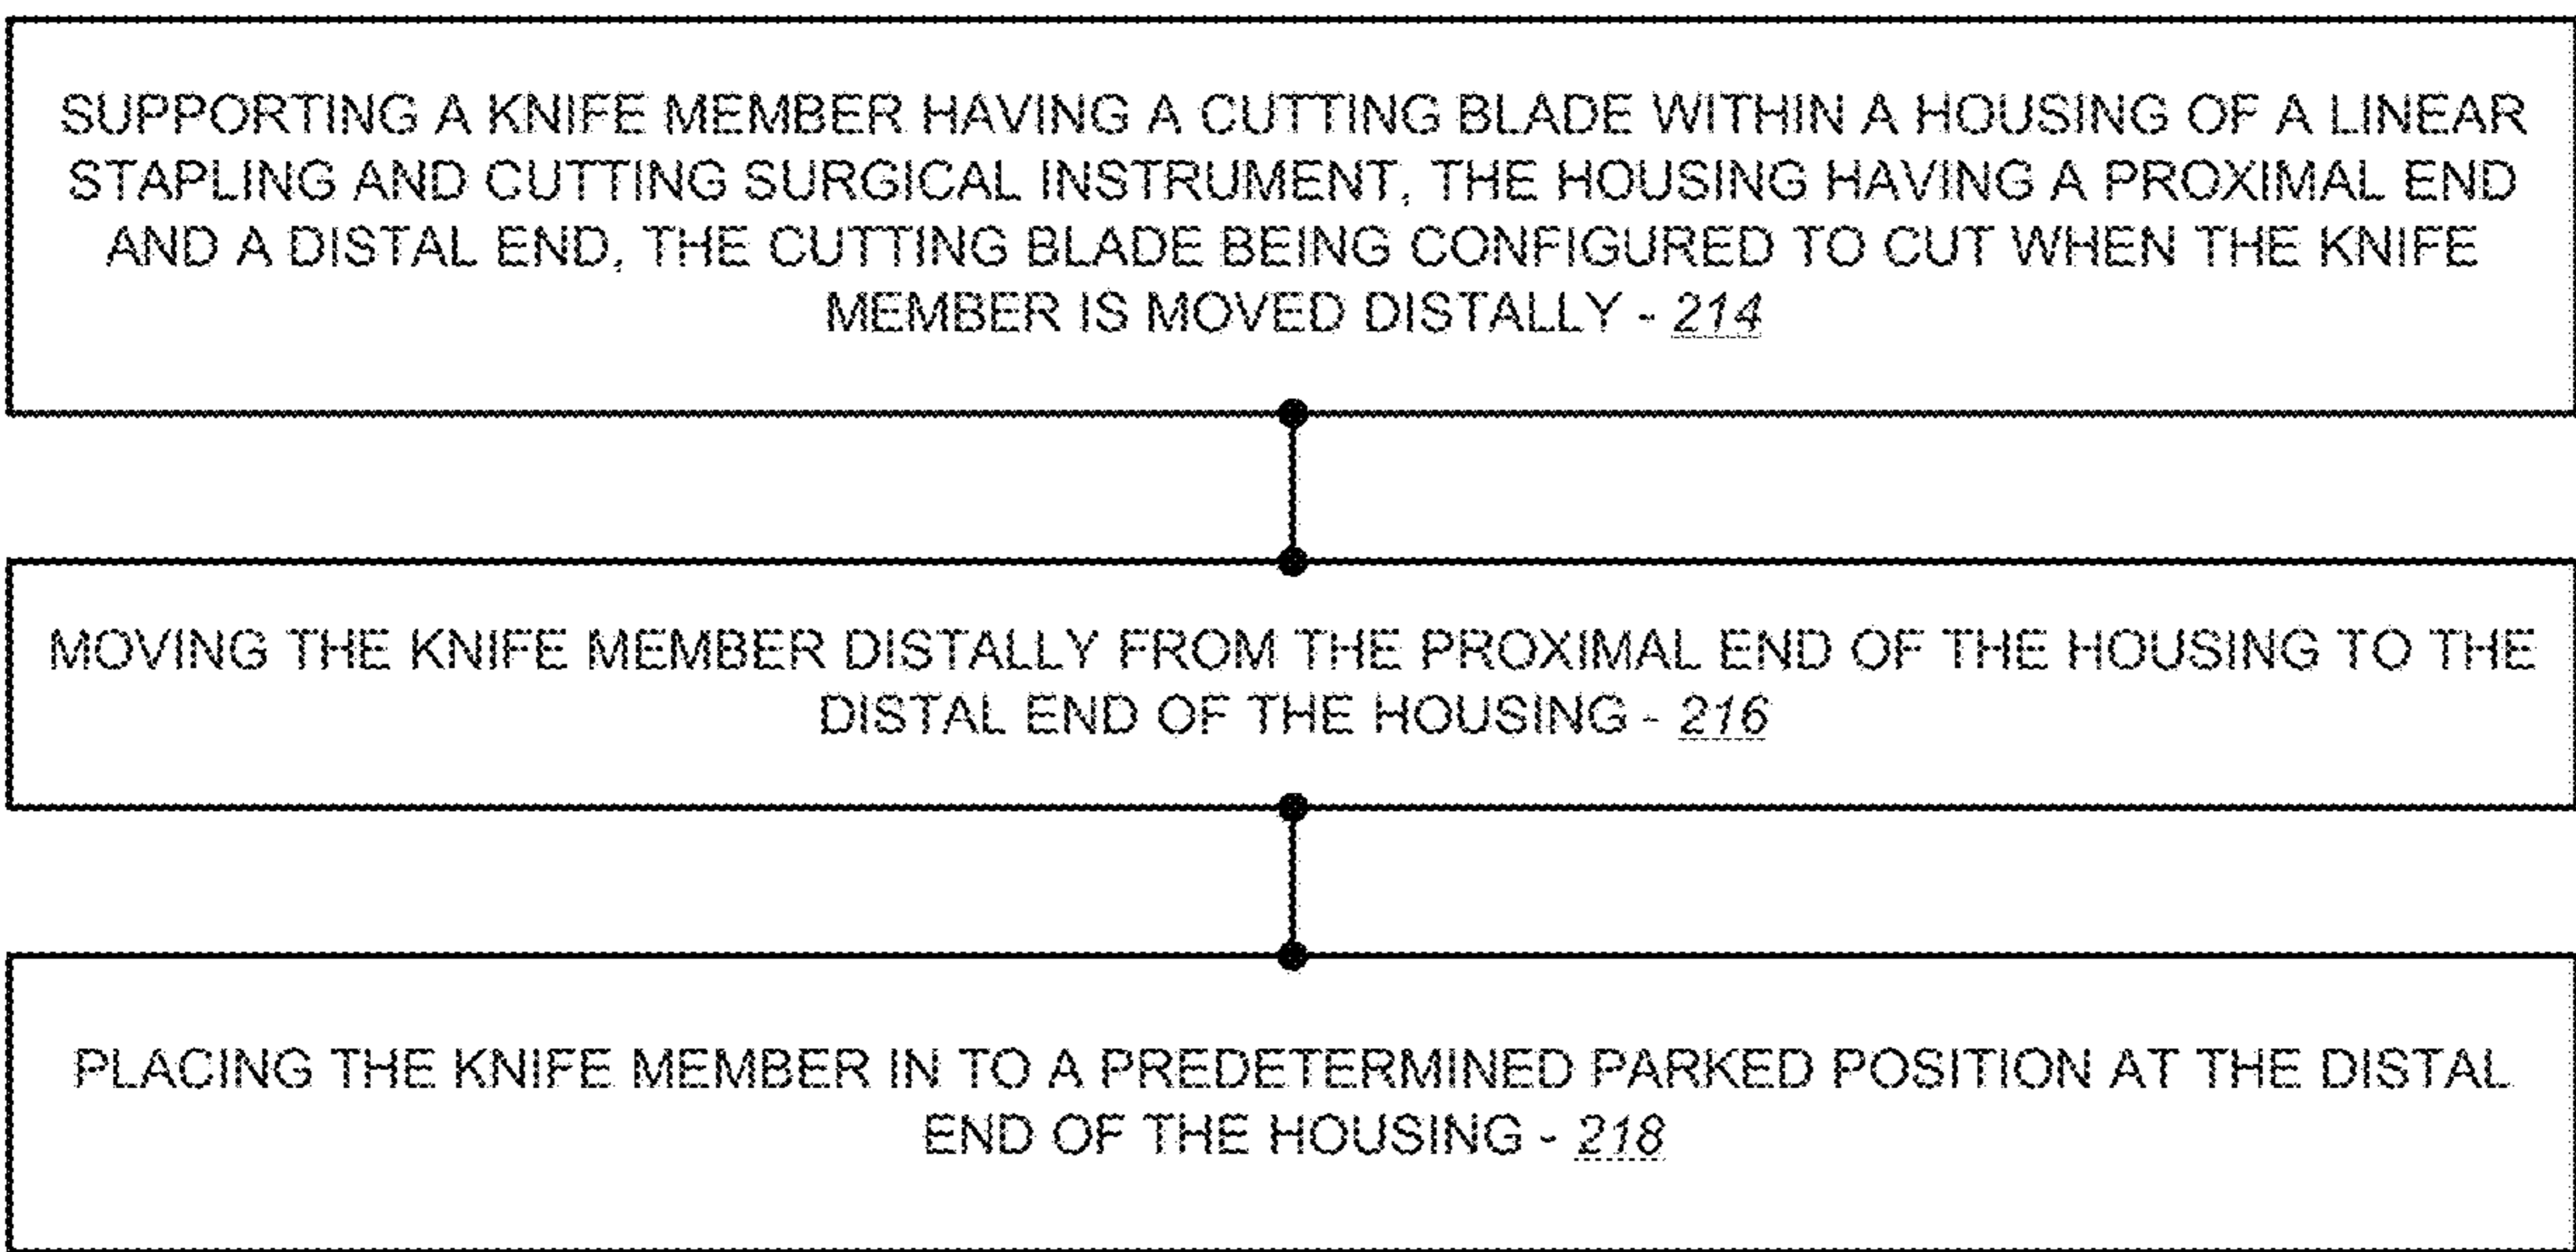 SUPPORTING A KNIFE MEMBER HAVING A CUTTING BLADE WITHIN A HOUSING OF A LINEAR
STAPLING AND CUTTING SURGICAL INSTRUMENT, THE HOUSING HAVING A PROXIMAL END
AND A DISTAL END, THE CUTTING BLADE BEING CONFIGURED TO CUT WHEN THE KNIFE
MEMBER IS MOVED DISTALLY - 214
MOVING THE KNIFE MEMBER DISTALLY FROM THE PROXIMAL END OF THE HOUSING TO THE
DISTAL END OF THE HOUSING - 216
PLACING THE KNIFE MEMBER IN TO A PREDETERMINED PARKED POSITION AT THE DISTAL
END OF THE HOUSING - 218